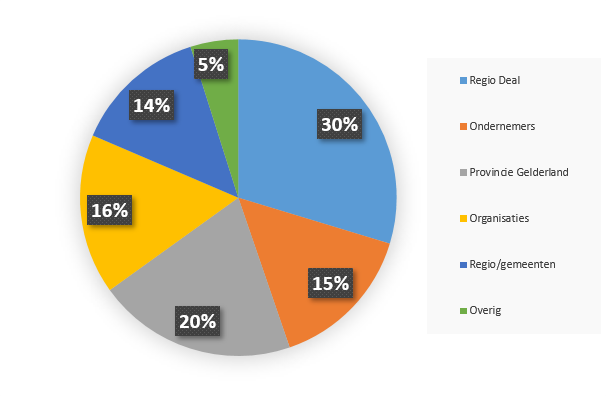 5%
14%
30%
16%
15%
20%
Regio Deal
Ondernemers
Provincie Gelderland
Organisaties
Regio/gemeenten
Overig